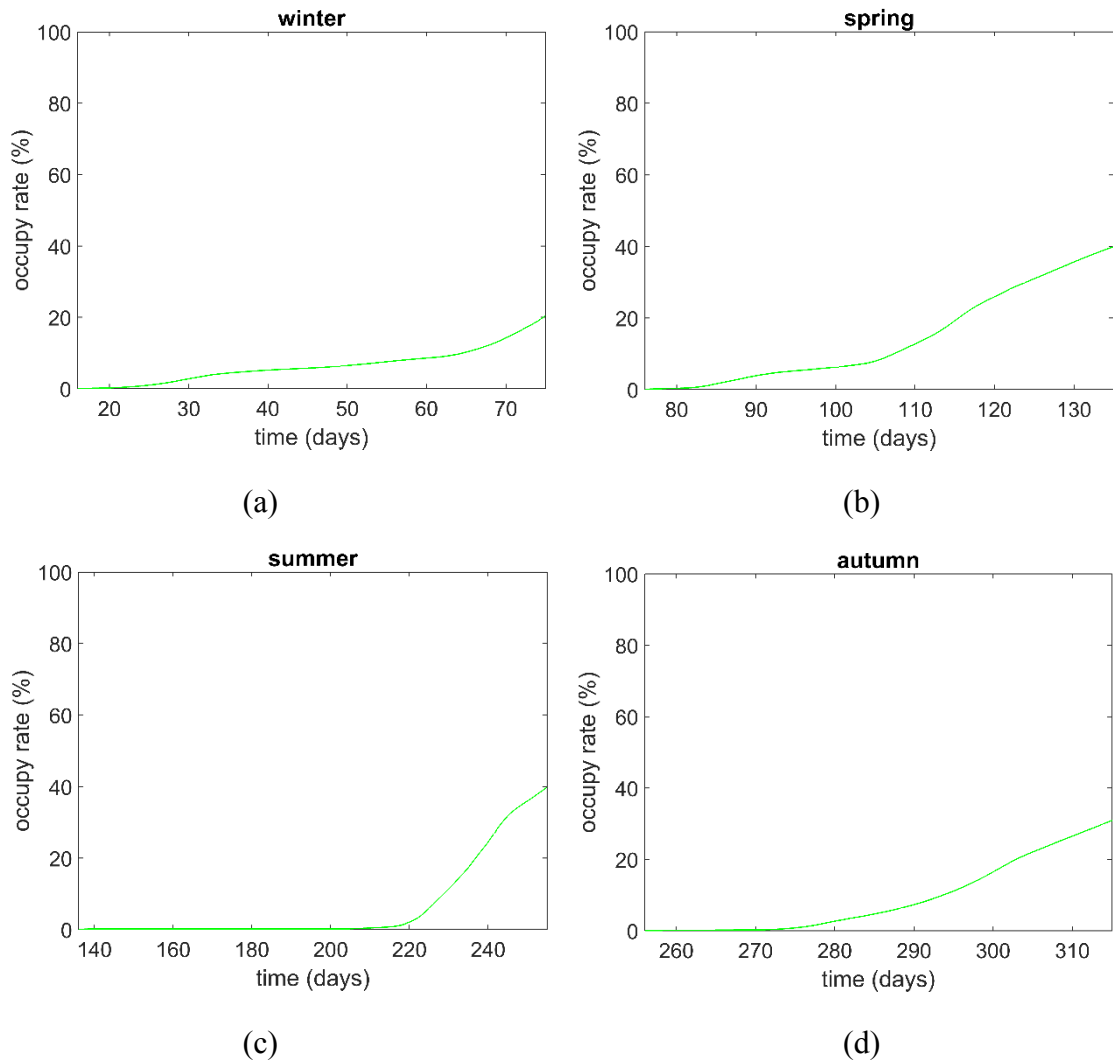 winter
100
80
60
40
20
0
occupy rate (%)
20 30 40 50 60 70
time (days)
(a)
spring
100
80
60
40
20
0
occupy rate (%)
80 90 100 110 120 130
time (days)
(b)
summer
100
80
60
40
20
0
occupy rate (%)
140 160 180 200 220 240
time (days)
(c)
autumn
100
80
60
40
20
0
occupy rate (%)
260 270 280 290 300 310
time (days)
(d)